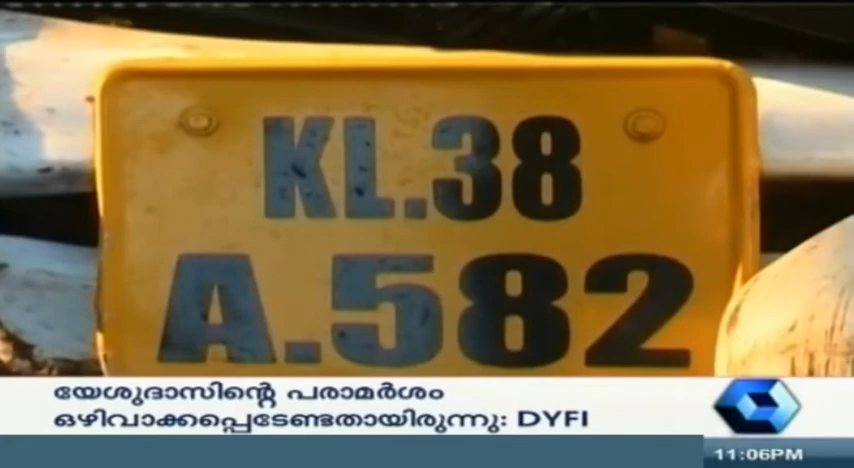 KL.38
A.582
യേശുദാസിന്റെ പരാമർശം
ഒഴിവാക്കപ്പെടേണ്ടതായിരുന്നു: DYFI
11:06PM